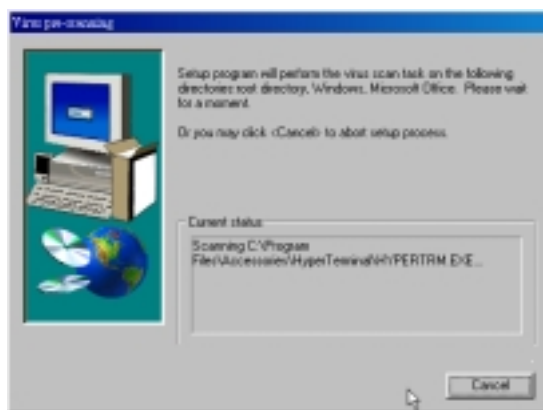 Virus pre-scanning
Setup program will perform the virus scan task on the following
directories: root directory, Windows, Microsoft Office. Please wait
for a moment.
Or you may click <Cancel> to abort setup process.
Current status
Scanning C:\Program
Files\Accessories\HyperTerminal\HYPERTRM.EXE...
Cancel